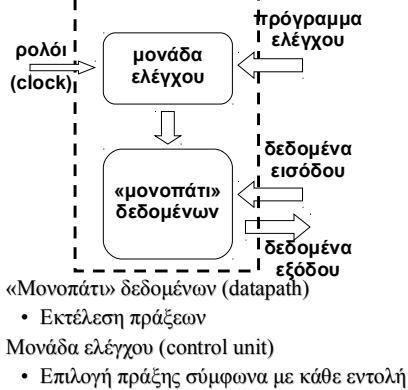 πρόγραμμα
ελέγχου
ρολόι
(clock)
μονάδα
ελέγχου
δεδομένα
εισόδου
«μονοπάτι»
δεδομένων
δεδομένα
εξόδου
«Μονοπάτι» δεδομένων (datapath)
• Εκτέλεση πράξεων
Μονάδα ελέγχου (control unit)
• Επιλογή πράξης σύμφωνα με κάθε εντολή